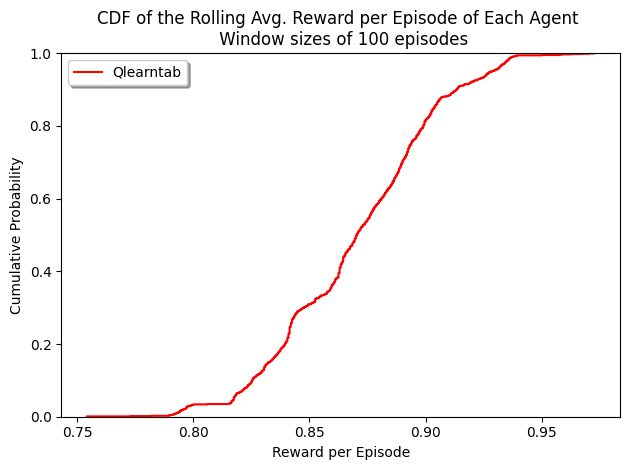 CDF of the Rolling Avg. Reward per Episode of Each Agent
Window sizes of 100 episodes
Qlearntab
1.0
0.8
0.6
0.4
0.2
0.0
Cumulative Probability
0.75
0.80
0.85
0.90
0.95
Reward per Episode